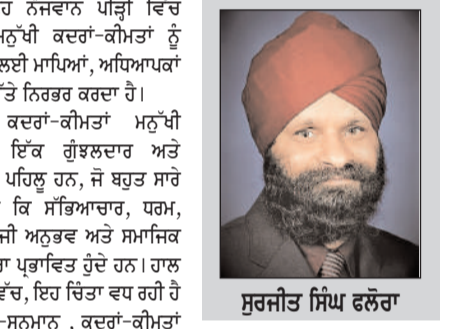 ਨੌਜਵਾਨ ਪੀੜ੍ਹੀ ਵਿੱਚ
ਕਦਰਾਂ-ਕੀਮਤਾਂ ਨੂੰ
ਲਈ ਮਾਪਿਆਂ, ਅਧਿਆਪਕਾਂ
ਨਿਰਭਰ ਕਰਦਾ ਹੈ।
ਕਦਰਾਂ-ਕੀਮਤਾਂ ਮਨੁੱਖੀ
ਇੱਕ ਗੁੰਝਲਦਾਰ ਅਤੇ
ਪਹਿਲੂ ਹਨ, ਜੋ ਬਹੁਤ ਸਾਰੇ
ਕਿ ਸੱਭਿਆਚਾਰ, ਧਰਮ,
ਅਨੁਭਵ ਅਤੇ ਸਮਾਜਿਕ
ਪ੍ਰਭਾਵਿਤ ਹੁੰਦੇ ਹਨ। ਹਾਲ
ਇਹ ਚਿੰਤਾ ਵਧ ਰਹੀ ਹੈ
-ਸਨਮਾਨ , ਕਦਰਾਂ-ਕੀਮਤਾਂ
ਸੁਰਜੀਤ ਸਿੰਘ ਫਲੋਰਾ